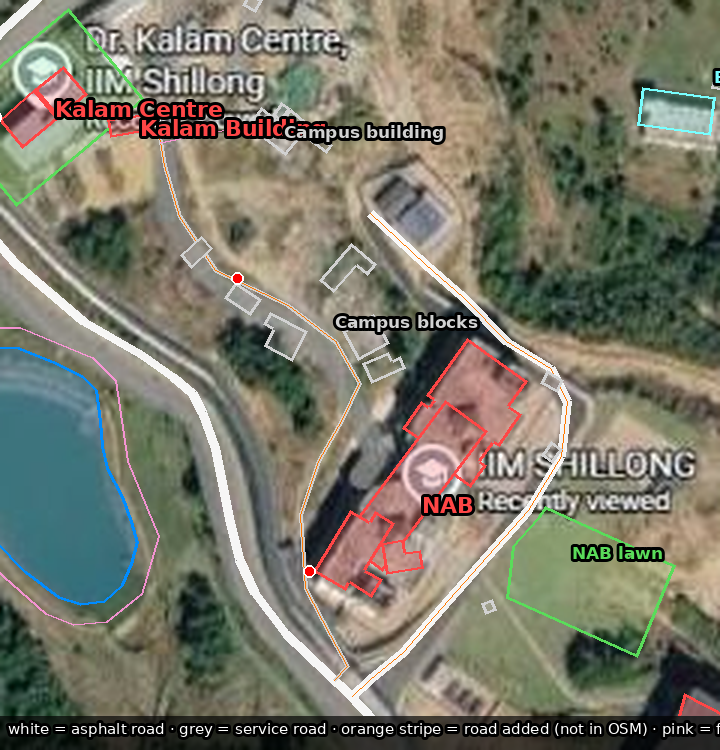 Dr. Kalam Centre,
IIM Shillong
Kalam Centre
Kalam Building
Campus building
Campus blocks
IIM SHILLONG
NAB
Recently viewed
NAB lawn
white = asphalt road · grey = service road · orange stripe = road added (not in OSM) · pink = f